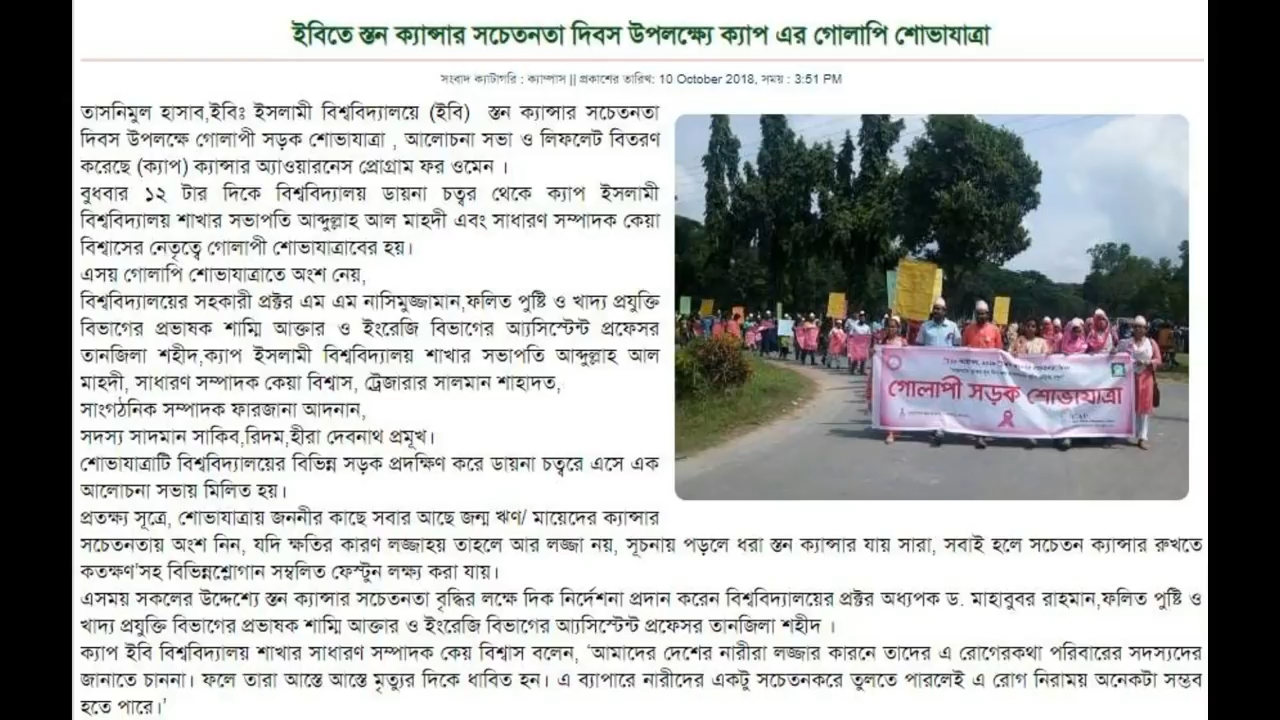 ইবিতে স্তন ক্যান্সার সচেতনতা দিবস উপলক্ষ্যে ক্যাপ এর গোলাপি শোভাযাত্রা
সংবাদ ক্যাটাগরি : ক্যাম্পাস || প্রকাশের তারিখ: 10 October 2018, সময় : 3:51 PM
তাসনিমুল হাসাব,ইবিঃ ইসলামী বিশ্ববিদ্যালয়ে (ইবি) স্তন ক্যান্সার সচেতনতা
দিবস উপলক্ষে গোলাপী সড়ক শোভাযাত্রা , আলোচনা সভা ও লিফলেট বিতরণ
করেছে (ক্যাপ) ক্যান্সার অ্যাওয়ারনেস প্রোগ্রাম ফর ওমেন ।
বুধবার ১২ টার দিকে বিশ্ববিদ্যালয় ডায়না চত্বর থেকে ক্যাপ ইসলামী
বিশ্ববিদ্যালয় শাখার সভাপতি আব্দুল্লাহ আল মাহদী এবং সাধারণ সম্পাদক কেয়া
বিশ্বাসের নেতৃত্বে গোলাপী শোভাযাত্রাবের হয়।
এসয় গোলাপি শোভাযাত্রাতে অংশ নেয়,
বিশ্ববিদ্যালয়ের সহকারী প্রক্টর এম এম নাসিমুজ্জামান,ফলিত পুষ্টি ও খাদ্য প্রযুক্তি
বিভাগের প্রভাষক শাম্মি আক্তার ও ইংরেজি বিভাগের আ্যসিস্টেন্ট প্রফেসর
তানজিলা শহীদ,ক্যাপ ইসলামী বিশ্ববিদ্যালয় শাখার সভাপতি আব্দুল্লাহ আল
মাহদী, সাধারণ সম্পাদক কেয়া বিশ্বাস, ট্রেজারার সালমান শাহাদত,
সাংগঠনিক সম্পাদক ফারজানা আদনান,
সদস্য সাদমান সাকিব,রিদম,হীরা দেবনাথ প্রমূখ।
শোভাযাত্রাটি বিশ্ববিদ্যালয়ের বিভিন্ন সড়ক প্রদক্ষিণ করে ডায়না চত্বরে এসে এক
আলোচনা সভায় মিলিত হয়।
প্রতক্ষ্য সূত্রে, শোভাযাত্রায় জননীর কাছে সবার আছে জন্ম ঋণ/ মায়েদের ক্যান্সার
সচেতনতায় অংশ নিন, যদি ক্ষতির কারণ লজ্জাহয় তাহলে আর লজ্জা নয়, সূচনায় পড়লে ধরা স্তন ক্যান্সার যায় সারা, সবাই হলে সচেতন ক্যান্সার রুখতে
কতক্ষণ'সহ বিভিন্নশ্লোগান সম্বলিত ফেস্টুন লক্ষ্য করা যায়।
এসময় সকলের উদ্দেশ্যে স্তন ক্যান্সার সচেতনতা বৃদ্ধির লক্ষে দিক নির্দেশনা প্রদান করেন বিশ্ববিদ্যালয়ের প্রক্টর অধ্যপক ড. মাহাবুবর রাহমান,ফলিত পুষ্টি ও
খাদ্য প্রযুক্তি বিভাগের প্রভাষক শাম্মি আক্তার ও ইংরেজি বিভাগের আ্যসিস্টেন্ট প্রফেসর তানজিলা শহীদ ।
ক্যাপ ইবি বিশ্ববিদ্যালয় শাখার সাধারণ সম্পাদক কেয় বিশ্বাস বলেন, 'আমাদের দেশের নারীরা লজ্জার কারনে তাদের এ রোগেরকথা পরিবারের সদস্যদের
জানাতে চাননা। ফলে তারা আস্তে আস্তে মৃত্যুর দিকে ধাবিত হন। এ ব্যাপারে নারীদের একটু সচেতনকরে তুলতে পারলেই এ রোগ নিরাময় অনেকটা সম্ভব
হতে পারে।'
গোলাপী সড়ক শোভাযাত্রা